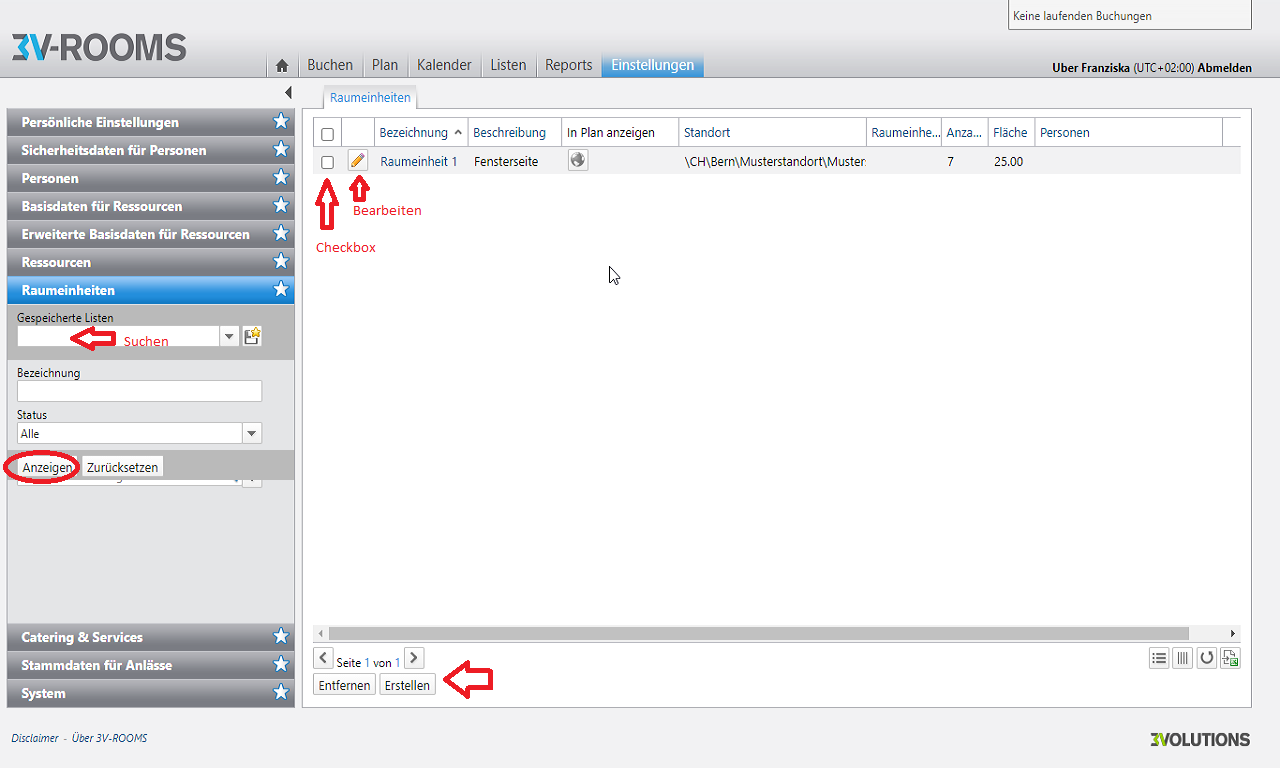 Keine laufenden Buchungen
3V-ROOMS
Buchen Plan Kalender Listen Reports Einstellungen
Uber Franziska (UTC+02:00) Abmelden
Persönliche Einstellungen
Sicherheitsdaten für Personen
Personen
Basisdaten für Ressourcen
Erweiterte Basisdaten für Ressourcen
Ressourcen
Raumeinheiten
Gespeicherte Listen
Suchen
Bezeichnung
Status
Alle
Anzeigen Zurücksetzen
Catering & Services
Stammdaten für Anlässe
System
Raumeinheiten
Bezeichnung Beschreibung In Plan anzeigen Standort Raumeinhe... Anza... Fläche Personen
Raumeinheit 1 Fensterseite \CH\Bern\Musterstandort\Muster 7 25.00
Bearbeiten
Checkbox
Seite 1 von 1
Entfernen Erstellen
Disclaimer - Über 3V-ROOMS
3VOLUTIONS